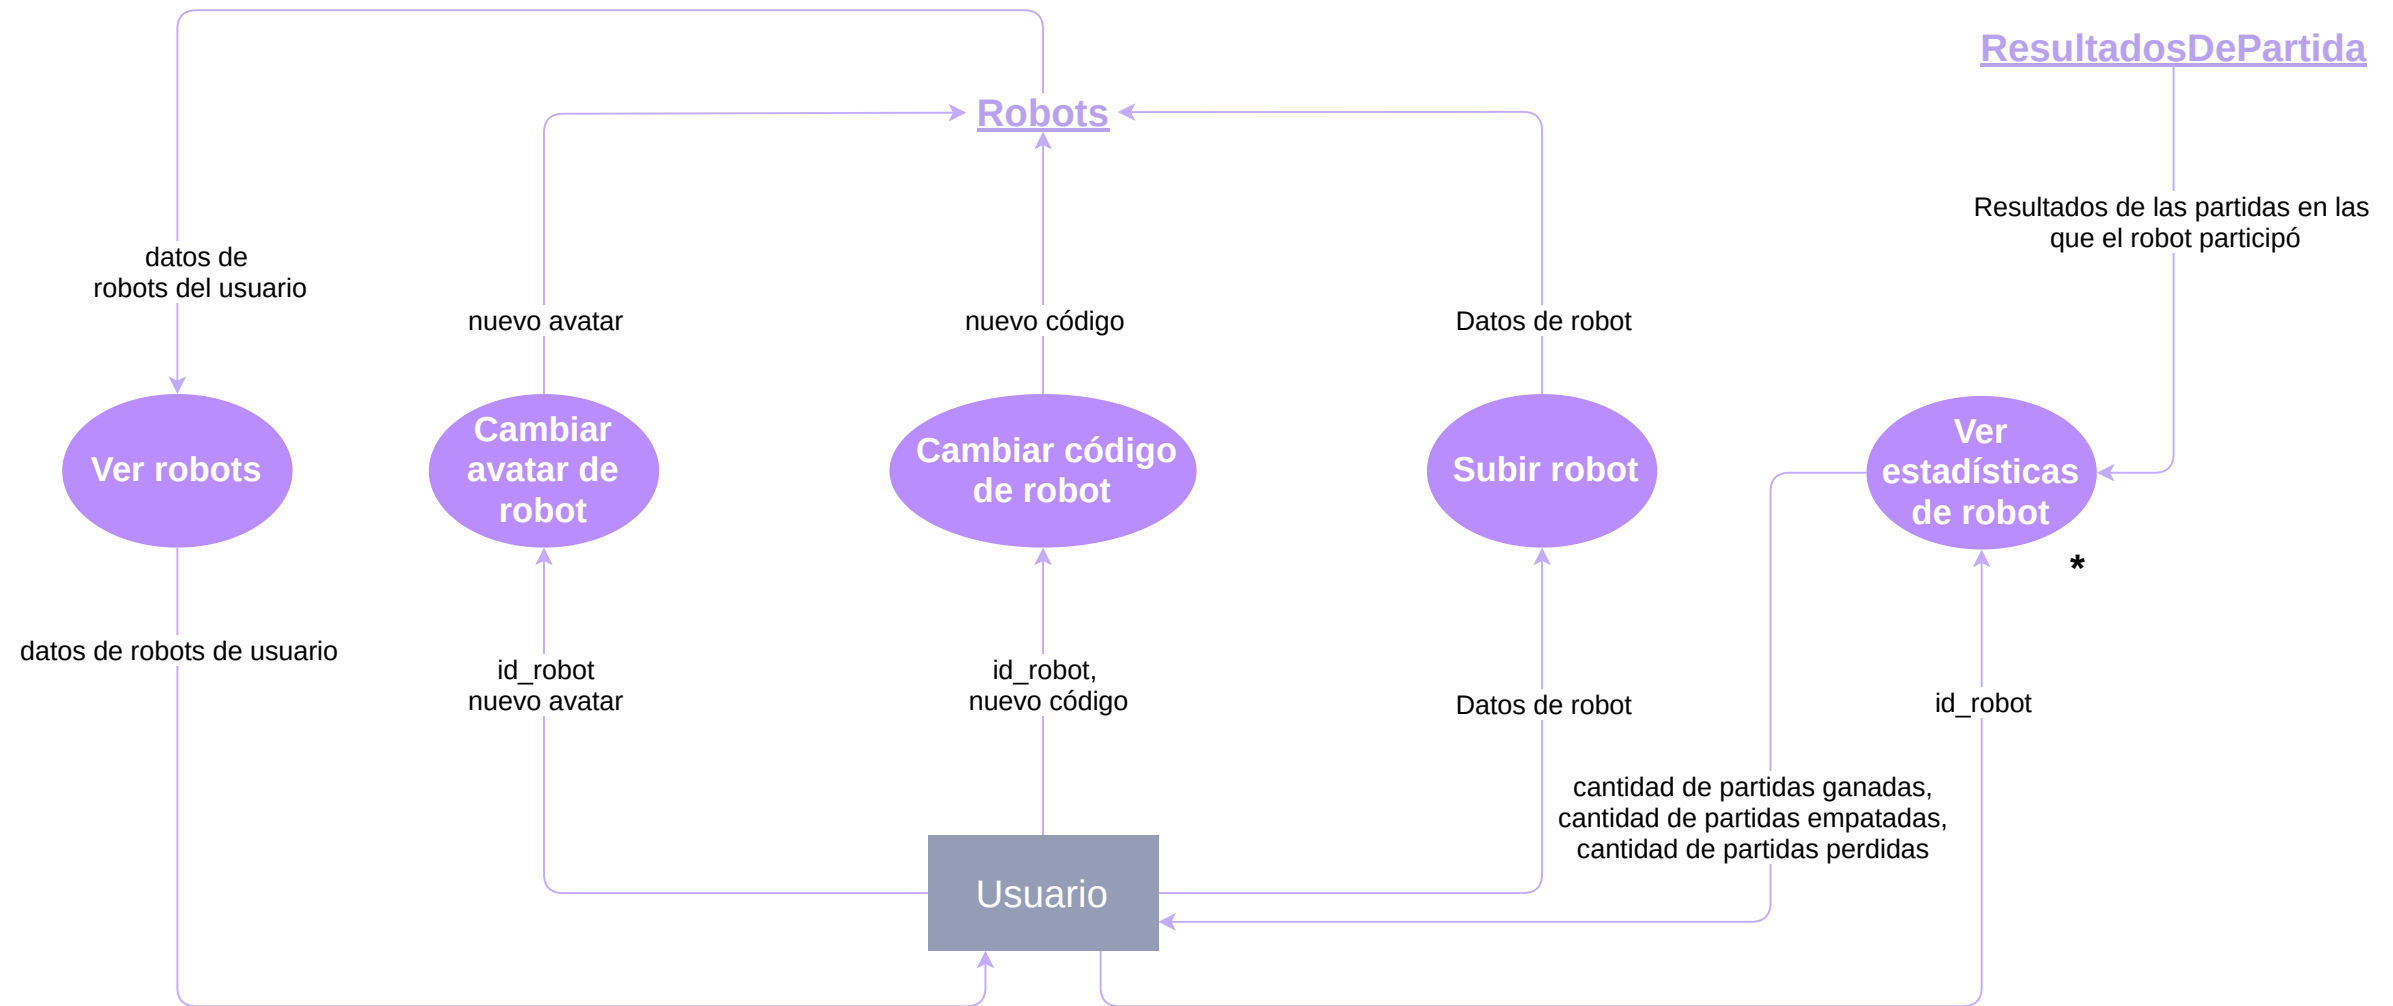 ResultadosDePartida
Robots
Resultados de las partidas en las
que el robot participó
datos de
robots del usuario
nuevo avatar
nuevo código
Datos de robot
Ver robots
Cambiar
avatar de
robot
Cambiar código
de robot
Subir robot
Ver
estadísticas
de robot
*
datos de robots de usuario
id_robot
nuevo avatar
id_robot,
nuevo código
Datos de robot
id_robot
cantidad de partidas ganadas,
cantidad de partidas empatadas,
cantidad de partidas perdidas
Usuario